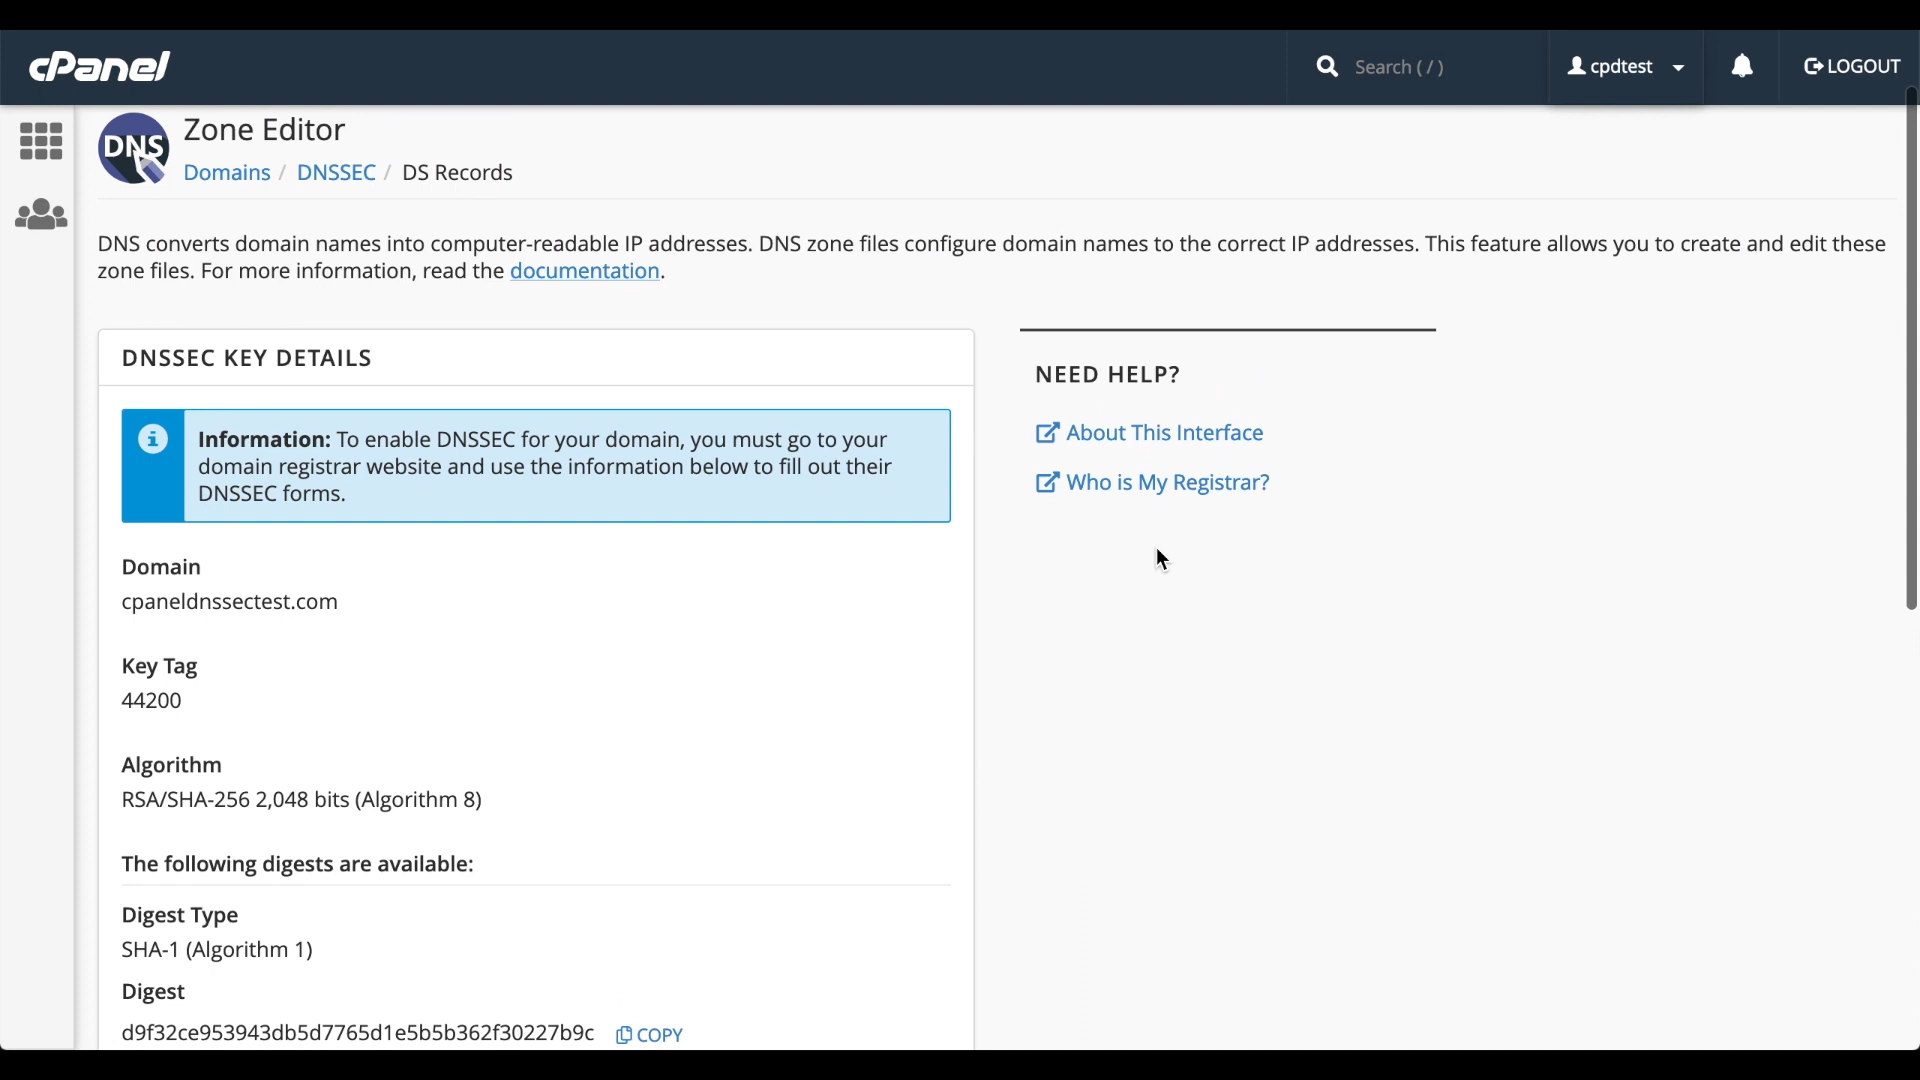 cPanel
Search ( / )
cpdtest
LOGOUT
DNS
Zone Editor
Domains / DNSSEC / DS Records
DNS converts domain names into computer-readable IP addresses. DNS zone files configure domain names to the correct IP addresses. This feature allows you to create and edit these
zone files. For more information, read the documentation.
DNSSEC KEY DETAILS
Information: To enable DNSSEC for your domain, you must go to your
domain registrar website and use the information below to fill out their
DNSSEC forms.
Domain
cpaneldnssectest.com
Key Tag
44200
Algorithm
RSA/SHA-256 2,048 bits (Algorithm 8)
The following digests are available:
Digest Type
SHA-1 (Algorithm 1)
Digest
d9f32ce953943db5d7765d1e5b5b362f30227b9c COPY
NEED HELP?
About This Interface
Who is My Registrar?